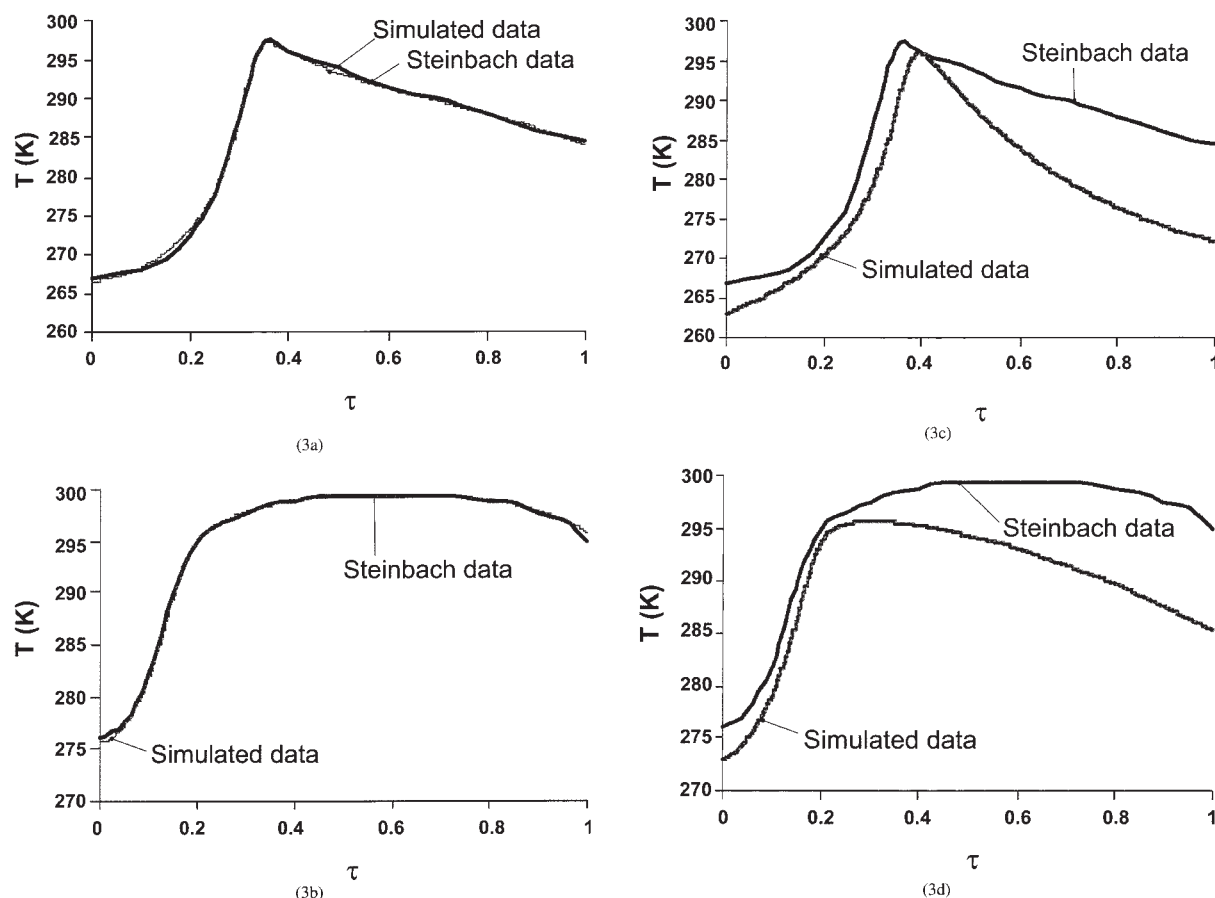 300
295
290
285
280
275
270
265
260
T (K)
Simulated data
Steinbach data
0 0.2 0.4 0.6 0.8 1
τ
(3a)
300
295
290
285
280
275
270
265
260
T (K)
Steinbach data
Simulated data
0 0.2 0.4 0.6 0.8 1
τ
(3c)
300
295
290
285
280
275
270
T (K)
Steinbach data
Simulated data
0 0.2 0.4 0.6 0.8 1
τ
(3b)
300
295
290
285
280
275
270
T (K)
Steinbach data
Simulated data
0 0.2 0.4 0.6 0.8 1
τ
(3d)